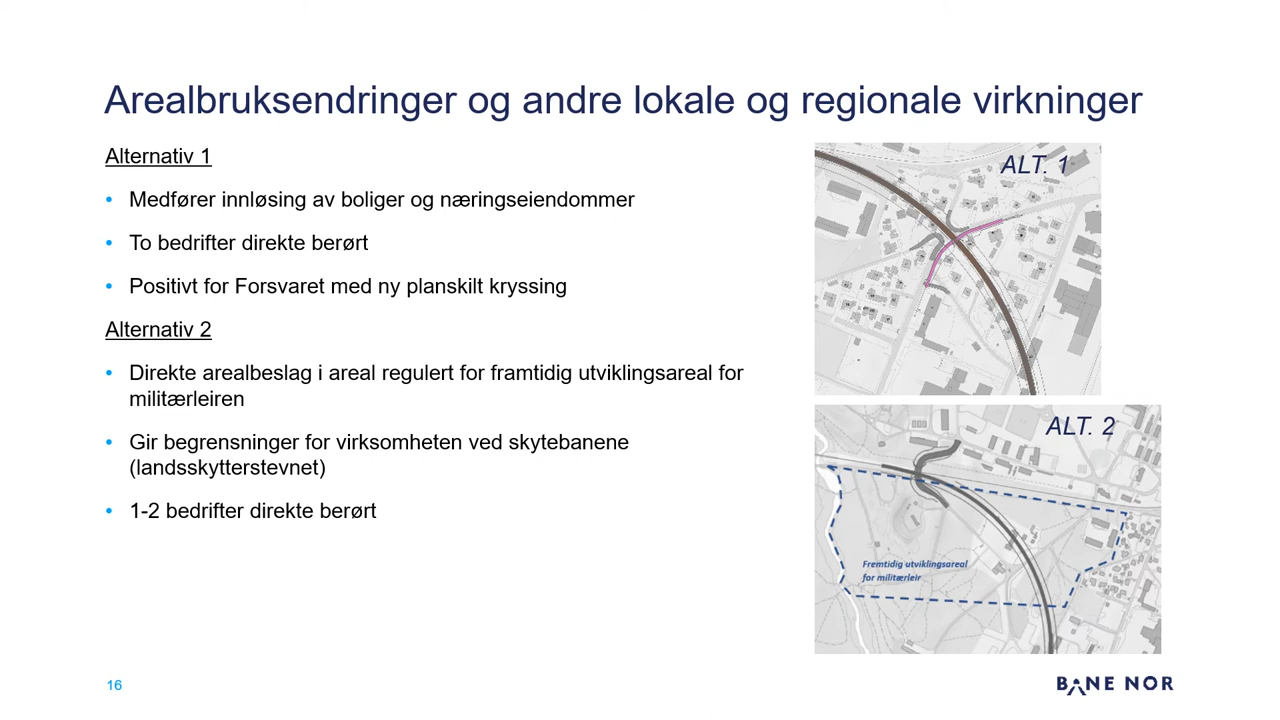 Arealbruksendringer og andre lokale og regionale virkninger
Alternativ 1
• Medfører innløsing av boliger og næringseiendommer
• To bedrifter direkte berørt
• Positivt for Forsvaret med ny planskilt kryssing
Alternativ 2
• Direkte arealbeslag i areal regulert for framtidig utviklingsareal for
militærleiren
• Gir begrensninger for virksomheten ved skytebanene
(landsskytterstevnet)
• 1-2 bedrifter direkte berørt
ALT. 1
ALT. 2
Fremtidig utviklingsareal
for militærleir
16
BANE NOR